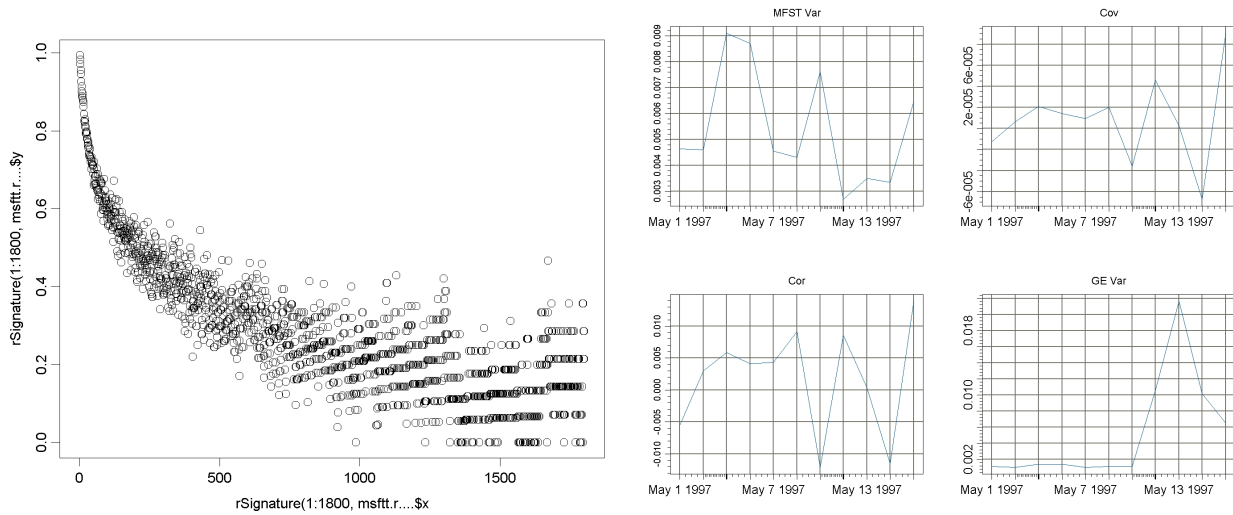 rSignature(1:1800, msftt.r....$y)
1.0
0.8
0.6
0.4
0.2
0.0
0 500 1000 1500
rSignature(1:1800, msftt.r....$x)
MFST Var
0.009
0.008
0.007
0.006
0.005
0.004
0.003
May 1 1997 May 7 1997 May 13 1997
Cov
6e-005
2e-005
-6e-005
May 1 1997 May 7 1997 May 13 1997
Cor
0.010
0.005
0.000
-0.005
-0.010
May 1 1997 May 7 1997 May 13 1997
GE Var
0.018
0.010
0.002
May 1 1997 May 7 1997 May 13 1997